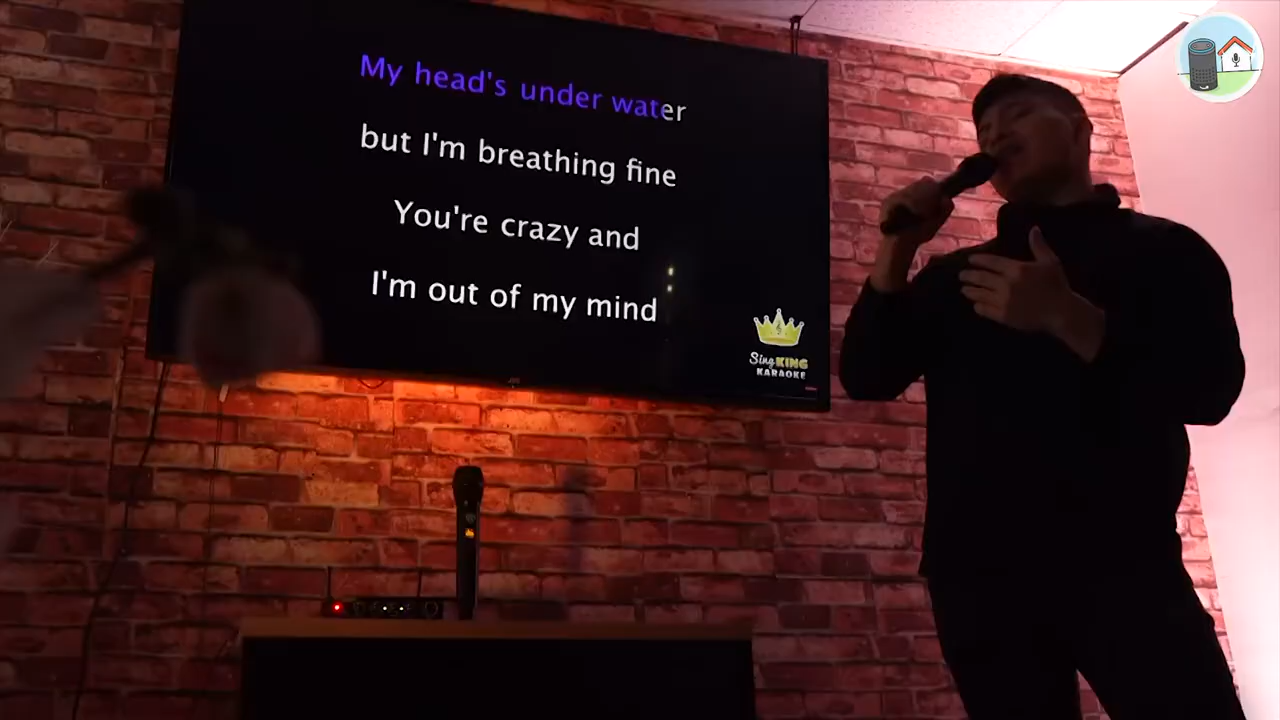 My head's under water
but I'm breathing fine
You're crazy and
I'm out of my mind
Sing KING
KARAOKE